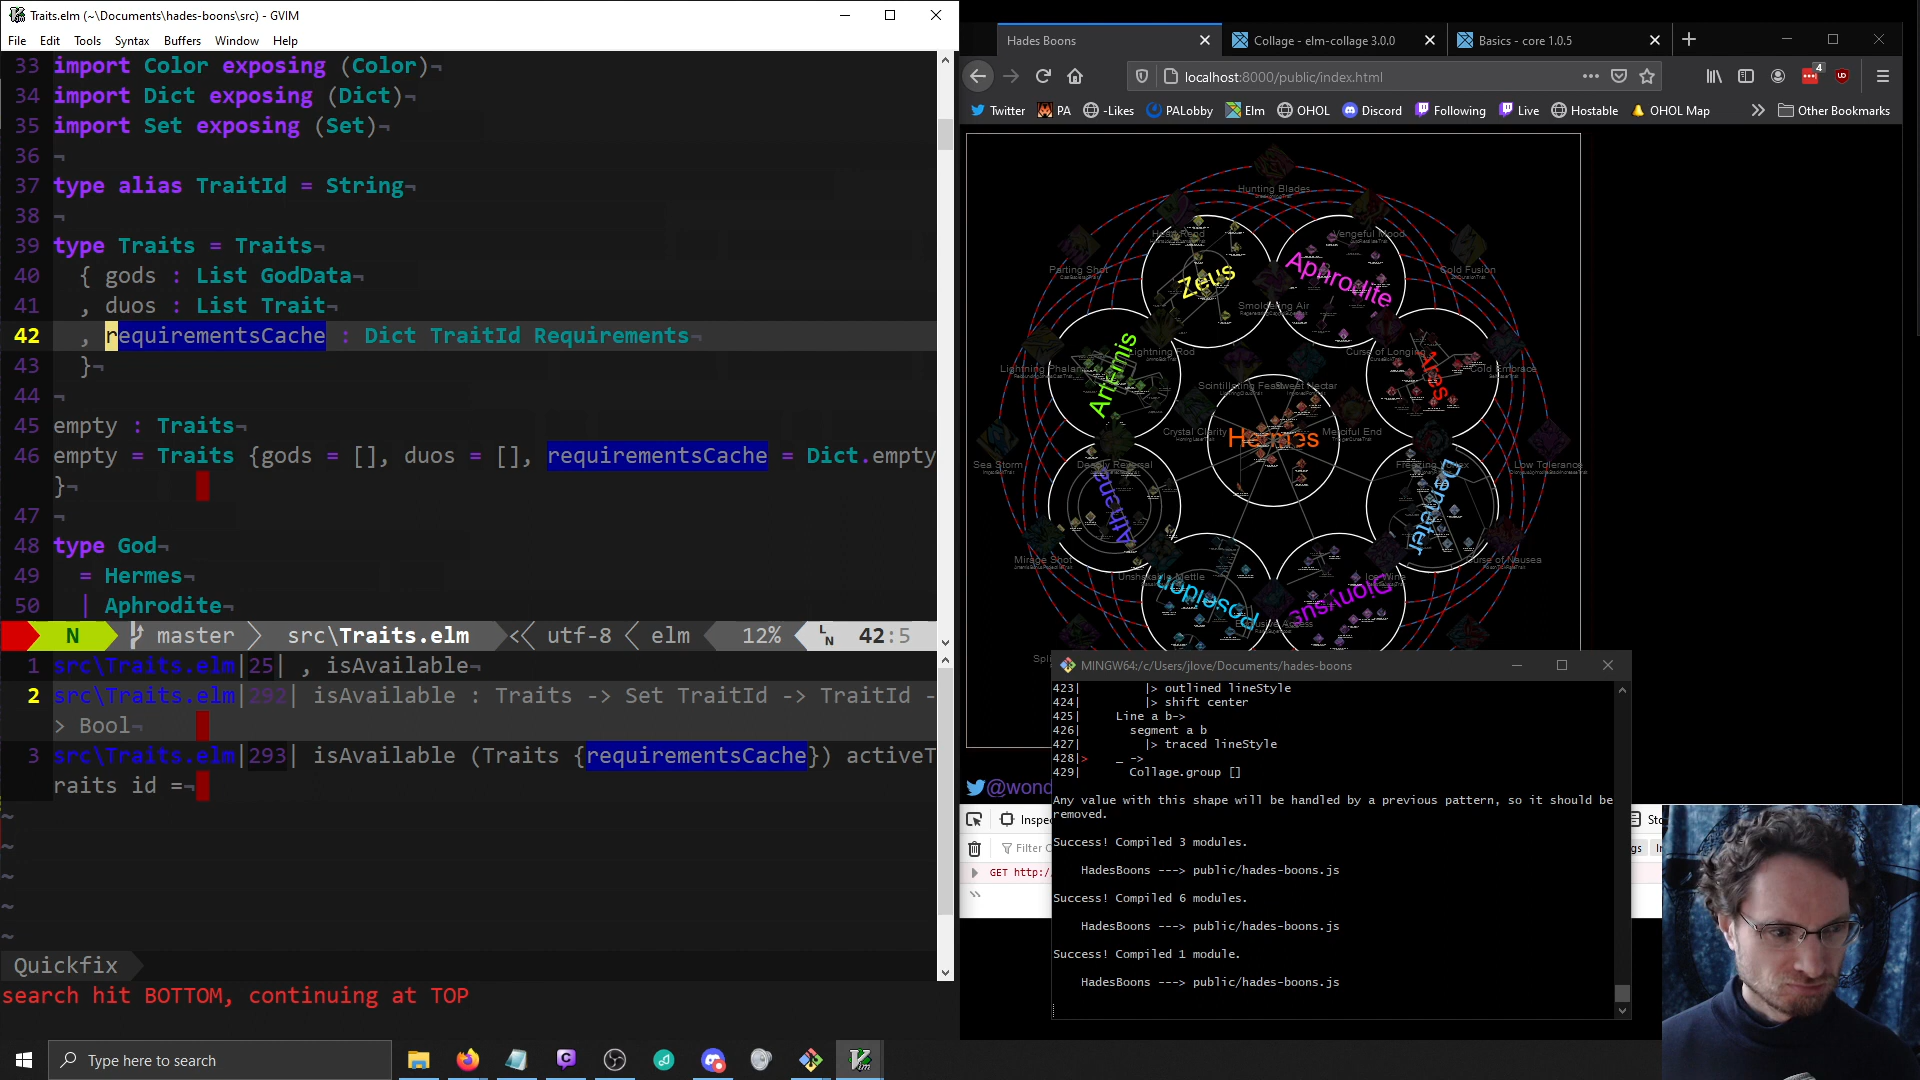 Traits.elm (~\Documents\hades-boons\src) - GVIM
File Edit Tools Syntax Buffers Window Help
33 import Color exposing (Color)¬
34 import Dict exposing (Dict)¬
35 import Set exposing (Set)¬
36 ¬
37 type alias TraitId = String¬
38 ¬
39 type Traits = Traits¬
40 { gods : List GodData¬
41 , duos : List Trait¬
42 , requirementsCache : Dict TraitId Requirements¬
43 }¬
44 ¬
45 empty : Traits¬
46 empty = Traits {gods = [], duos = [], requirementsCache = Dict.empty
}¬
47 ¬
48 type God¬
49 = Hermes¬
50 | Aphrodite¬
N master src\Traits.elm utf-8 elm 12% LN 42:5
1 src\Traits.elm|25| , isAvailable¬
2 src\Traits.elm|292| isAvailable : Traits -> Set TraitId -> TraitId -
> Bool¬
3 src\Traits.elm|293| isAvailable (Traits {requirementsCache}) activeT
raits id =¬
~
~
~
~
~
Quickfix
search hit BOTTOM, continuing at TOP
Type here to search
Hades Boons
Collage - elm-collage 3.0.0
Basics - core 1.0.5
localhost:8000/public/index.html
4
Twitter PA -Likes PALobby Elm OHOL Discord Following Live Hostable OHOL Map >> Other Bookmarks
Hunting Blades
Heart Rend
Vengeful Mood
Parting Shot
Cold Fusion
Zeus
Aphrodite
Smoldering Air
Lightning Rod
Curse of Longing
Lightning Phalanx
Cold Embrace
Artemis
Ares
Scintillating Feast
Sweet Nectar
Crystal Clarity
Merciful End
Hermes
Sea Storm
Deadly Reversal
Freezing Vortex
Low Tolerance
Athena
Demeter
Mirage Shot
Unshakable Mettle
Ice Wine
Curse of Nausea
Poseidon
Dionysus
Exclusive Access
@wond
Inspe
Filter
GET http:/
MINGW64:/c/Users/jlove/Documents/hades-boons
423| |> outlined lineStyle
424| |> shift center
425| Line a b->
426| segment a b
427| |> traced lineStyle
428|> _ ->
429| Collage.group []
Any value with this shape will be handled by a previous pattern, so it should be
removed.
Success! Compiled 3 modules.
HadesBoons ---> public/hades-boons.js
Success! Compiled 6 modules.
HadesBoons ---> public/hades-boons.js
Success! Compiled 1 module.
HadesBoons ---> public/hades-boons.js